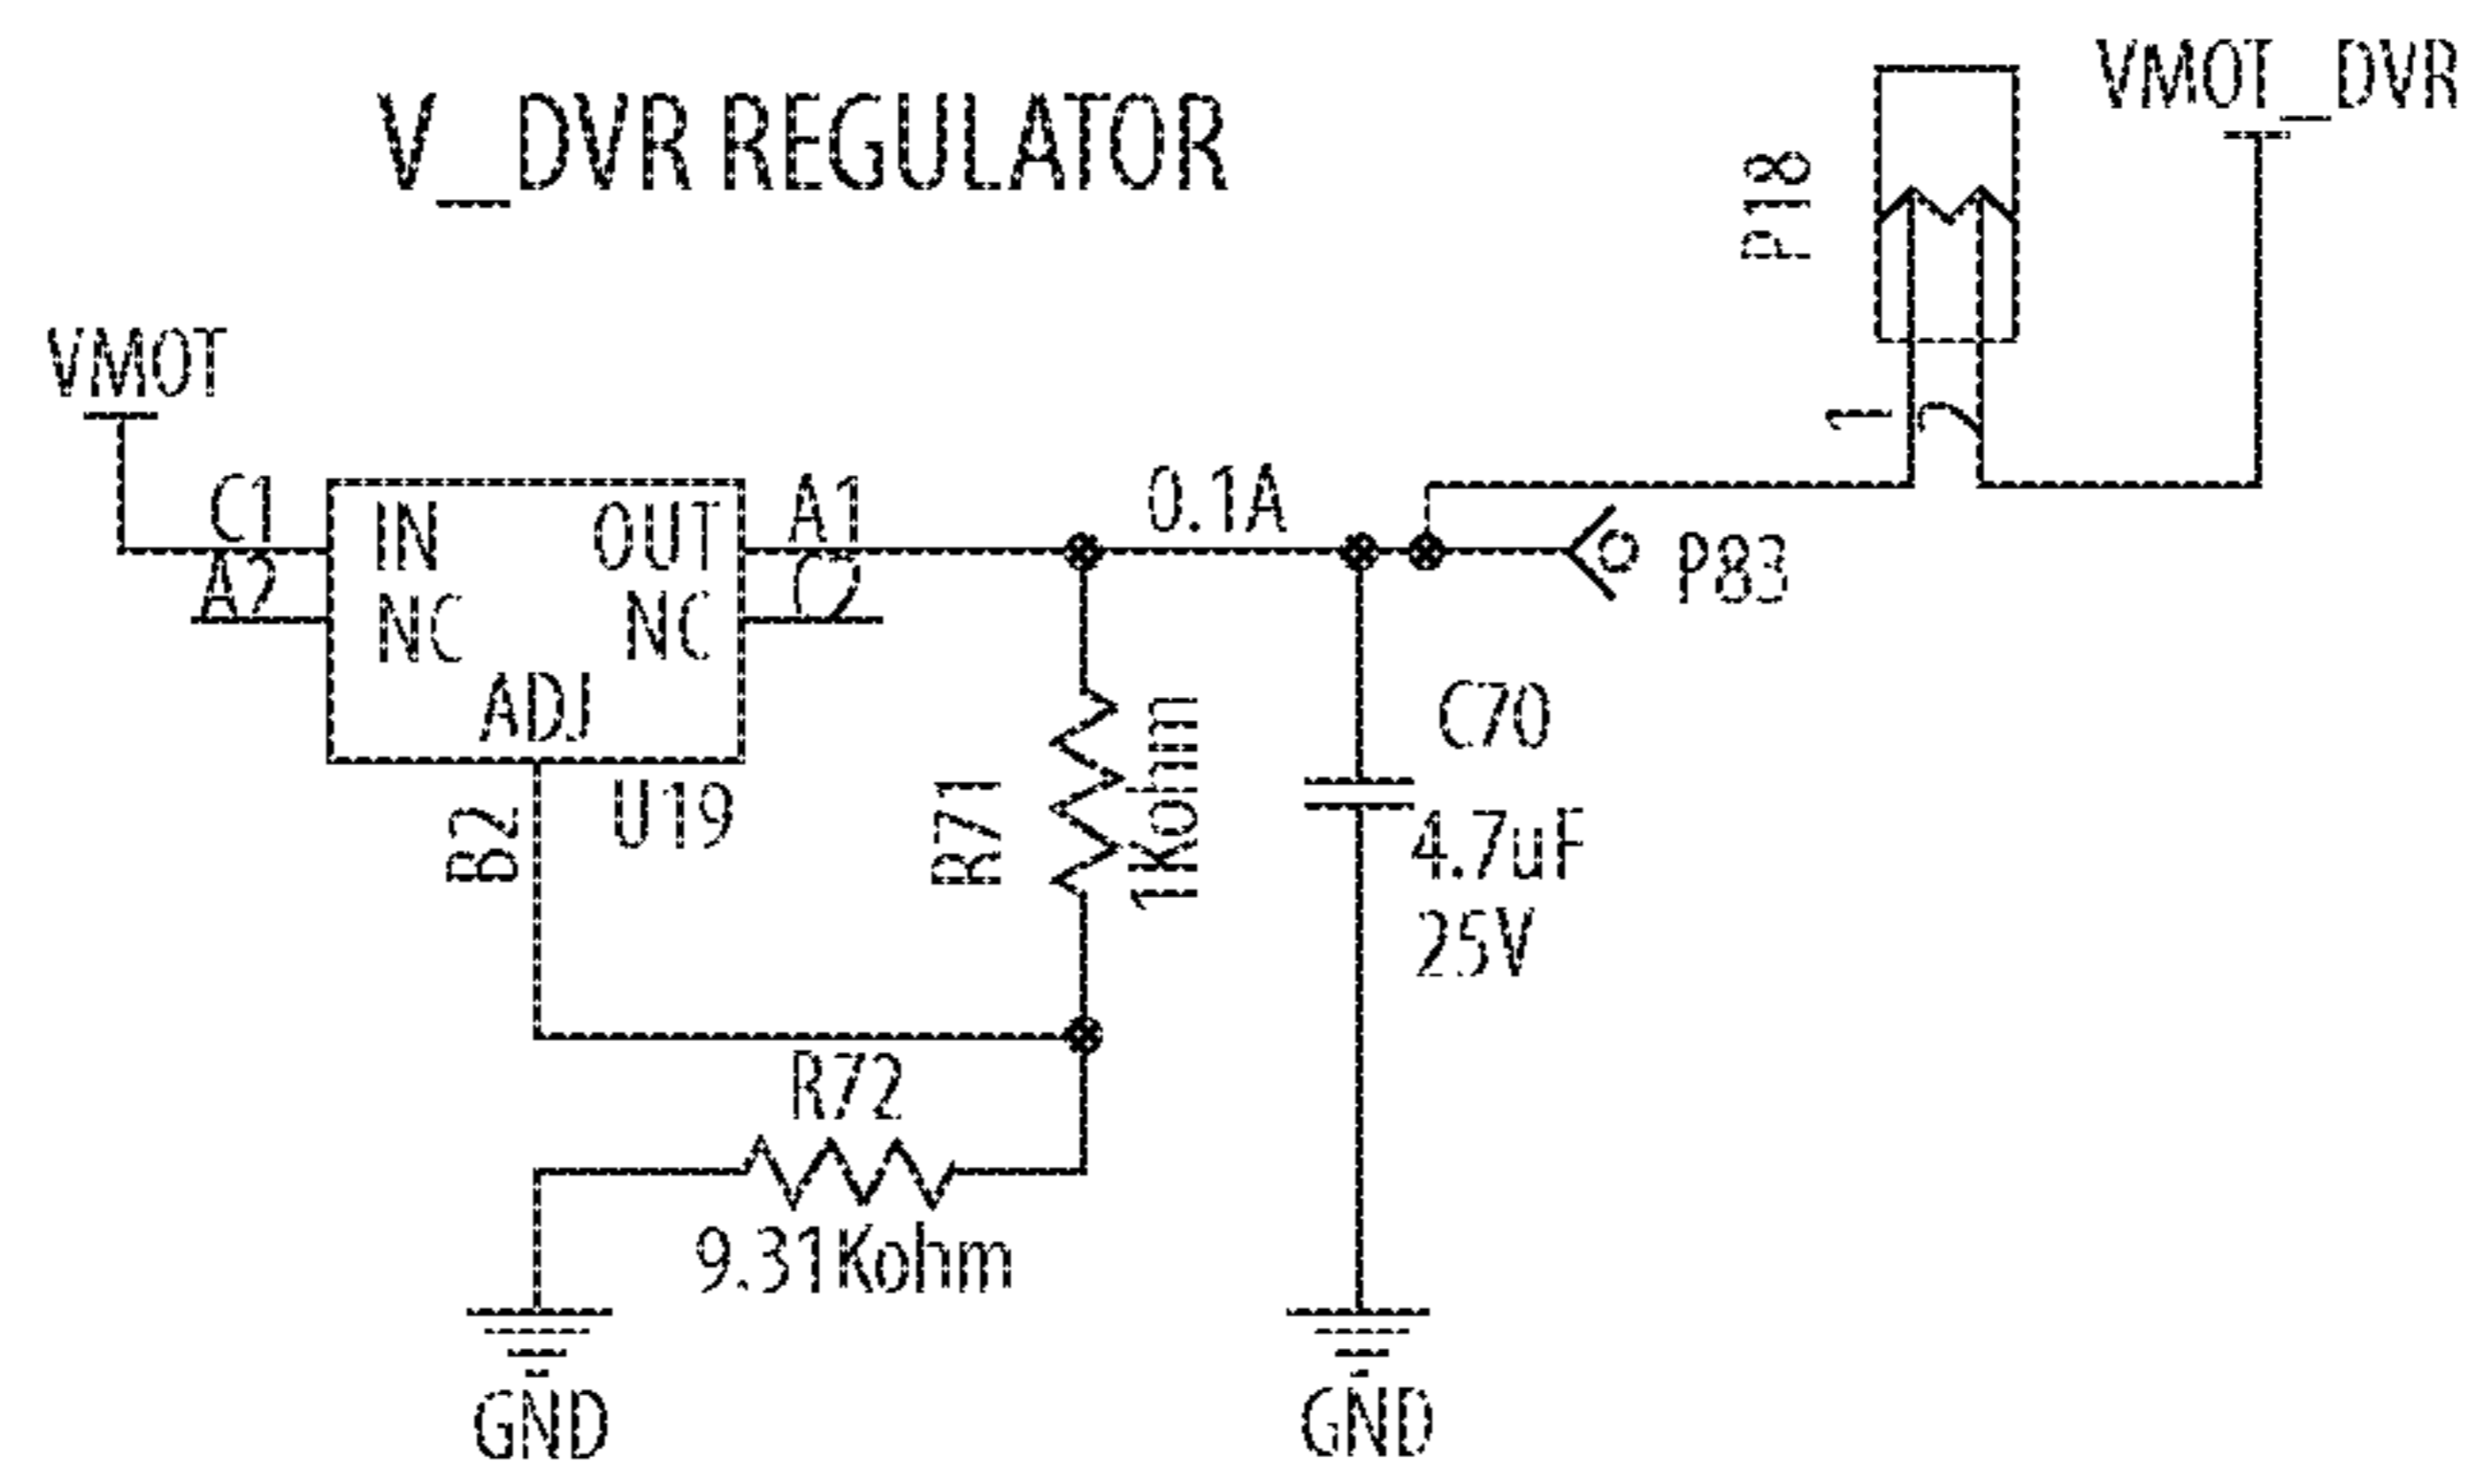 V_DVR REGULATOR
VMOT_DVR
P18
VMOT
1
2
C1
IN
OUT
A1
0.1A
P83
A2
NC
NC
C2
ADJ
U19
B2
R71
1Kohm
C70
4.7uF
25V
R72
9.31Kohm
GND
GND